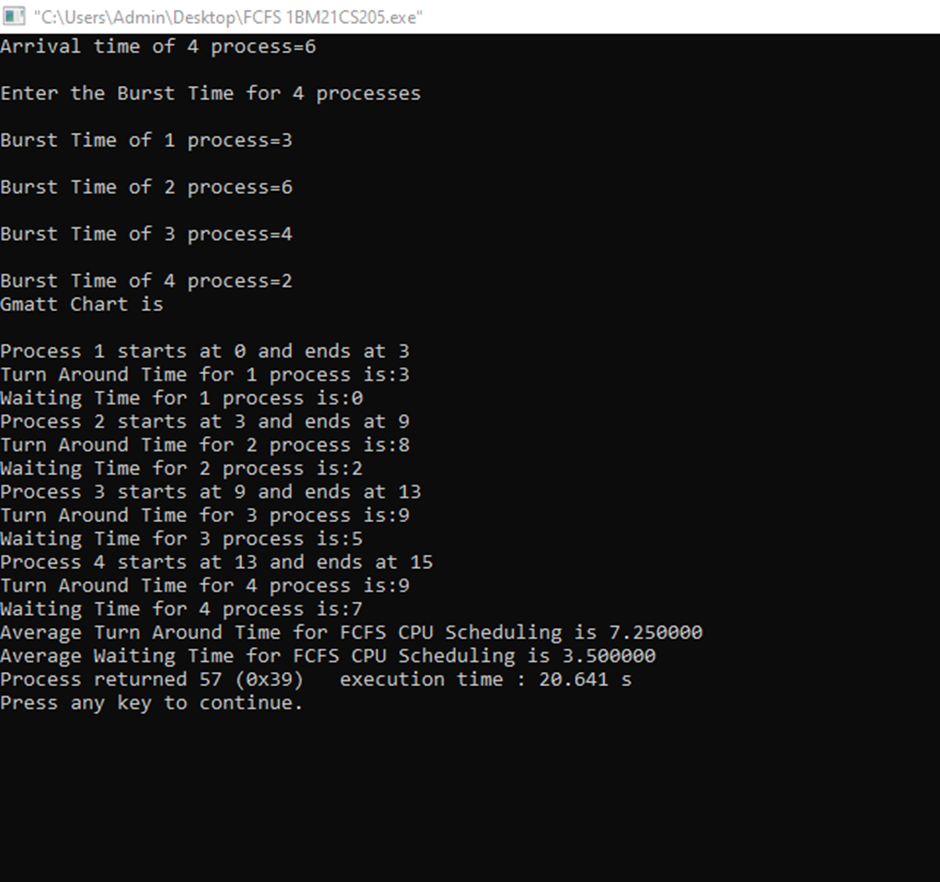 "C:\Users\Admin\Desktop\FCFS 1BM21CS205.exe"
Arrival time of 4 process=6
Enter the Burst Time for 4 processes
Burst Time of 1 process=3
Burst Time of 2 process=6
Burst Time of 3 process=4
Burst Time of 4 process=2
Gmatt Chart is
Process 1 starts at 0 and ends at 3
Turn Around Time for 1 process is:3
Waiting Time for 1 process is:0
Process 2 starts at 3 and ends at 9
Turn Around Time for 2 process is:8
Waiting Time for 2 process is:2
Process 3 starts at 9 and ends at 13
Turn Around Time for 3 process is:9
Waiting Time for 3 process is:5
Process 4 starts at 13 and ends at 15
Turn Around Time for 4 process is:9
Waiting Time for 4 process is:7
Average Turn Around Time for FCFS CPU Scheduling is 7.250000
Average Waiting Time for FCFS CPU Scheduling is 3.500000
Process returned 57 (0x39)   execution time : 20.641 s
Press any key to continue.